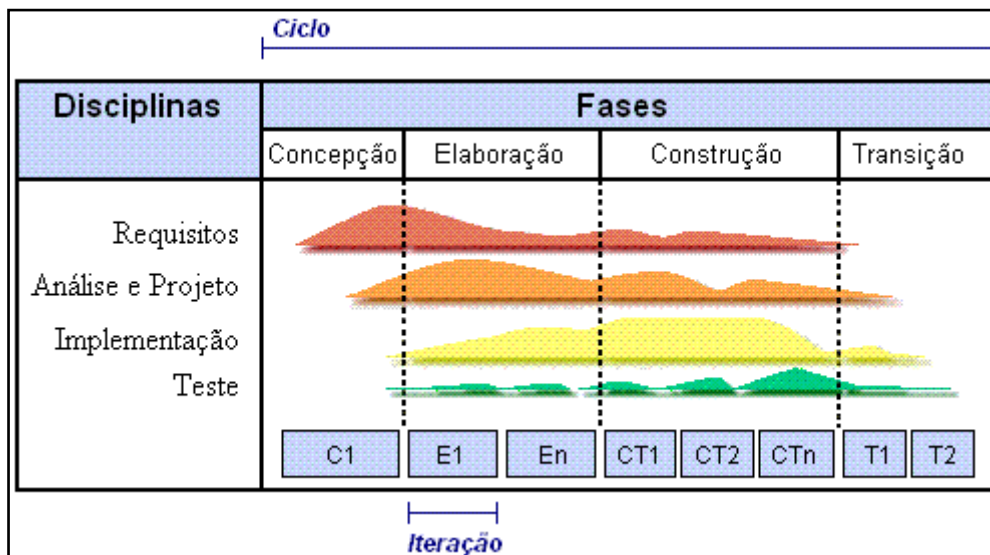 Ciclo
Disciplinas
Fases
Concepção
Elaboração
Construção
Transição
Requisitos
Análise e Projeto
Implementação
Teste
C1
E1
En
CT1
CT2
CTn
T1
T2
Iteração